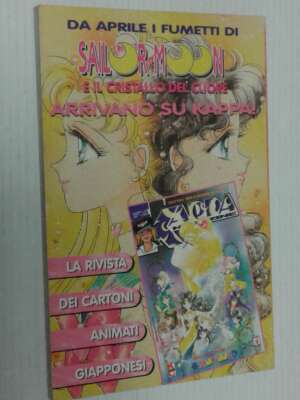 DA APRILE I FUMETTI DI
SAILOR MOON
E IL CRISTALLO DEL CUORE
ARRIVANO SU KAPPA!
LA RIVISTA
DEI CARTONI
ANIMATI
GIAPPONESI